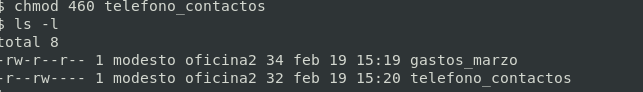 $ chmod 460 telefono_contactos
$ ls -l
total 8
-rw-r--r-- 1 modesto oficina2 34 feb 19 15:19 gastos_marzo
-r--rw---- 1 modesto oficina2 32 feb 19 15:20 telefono_contactos